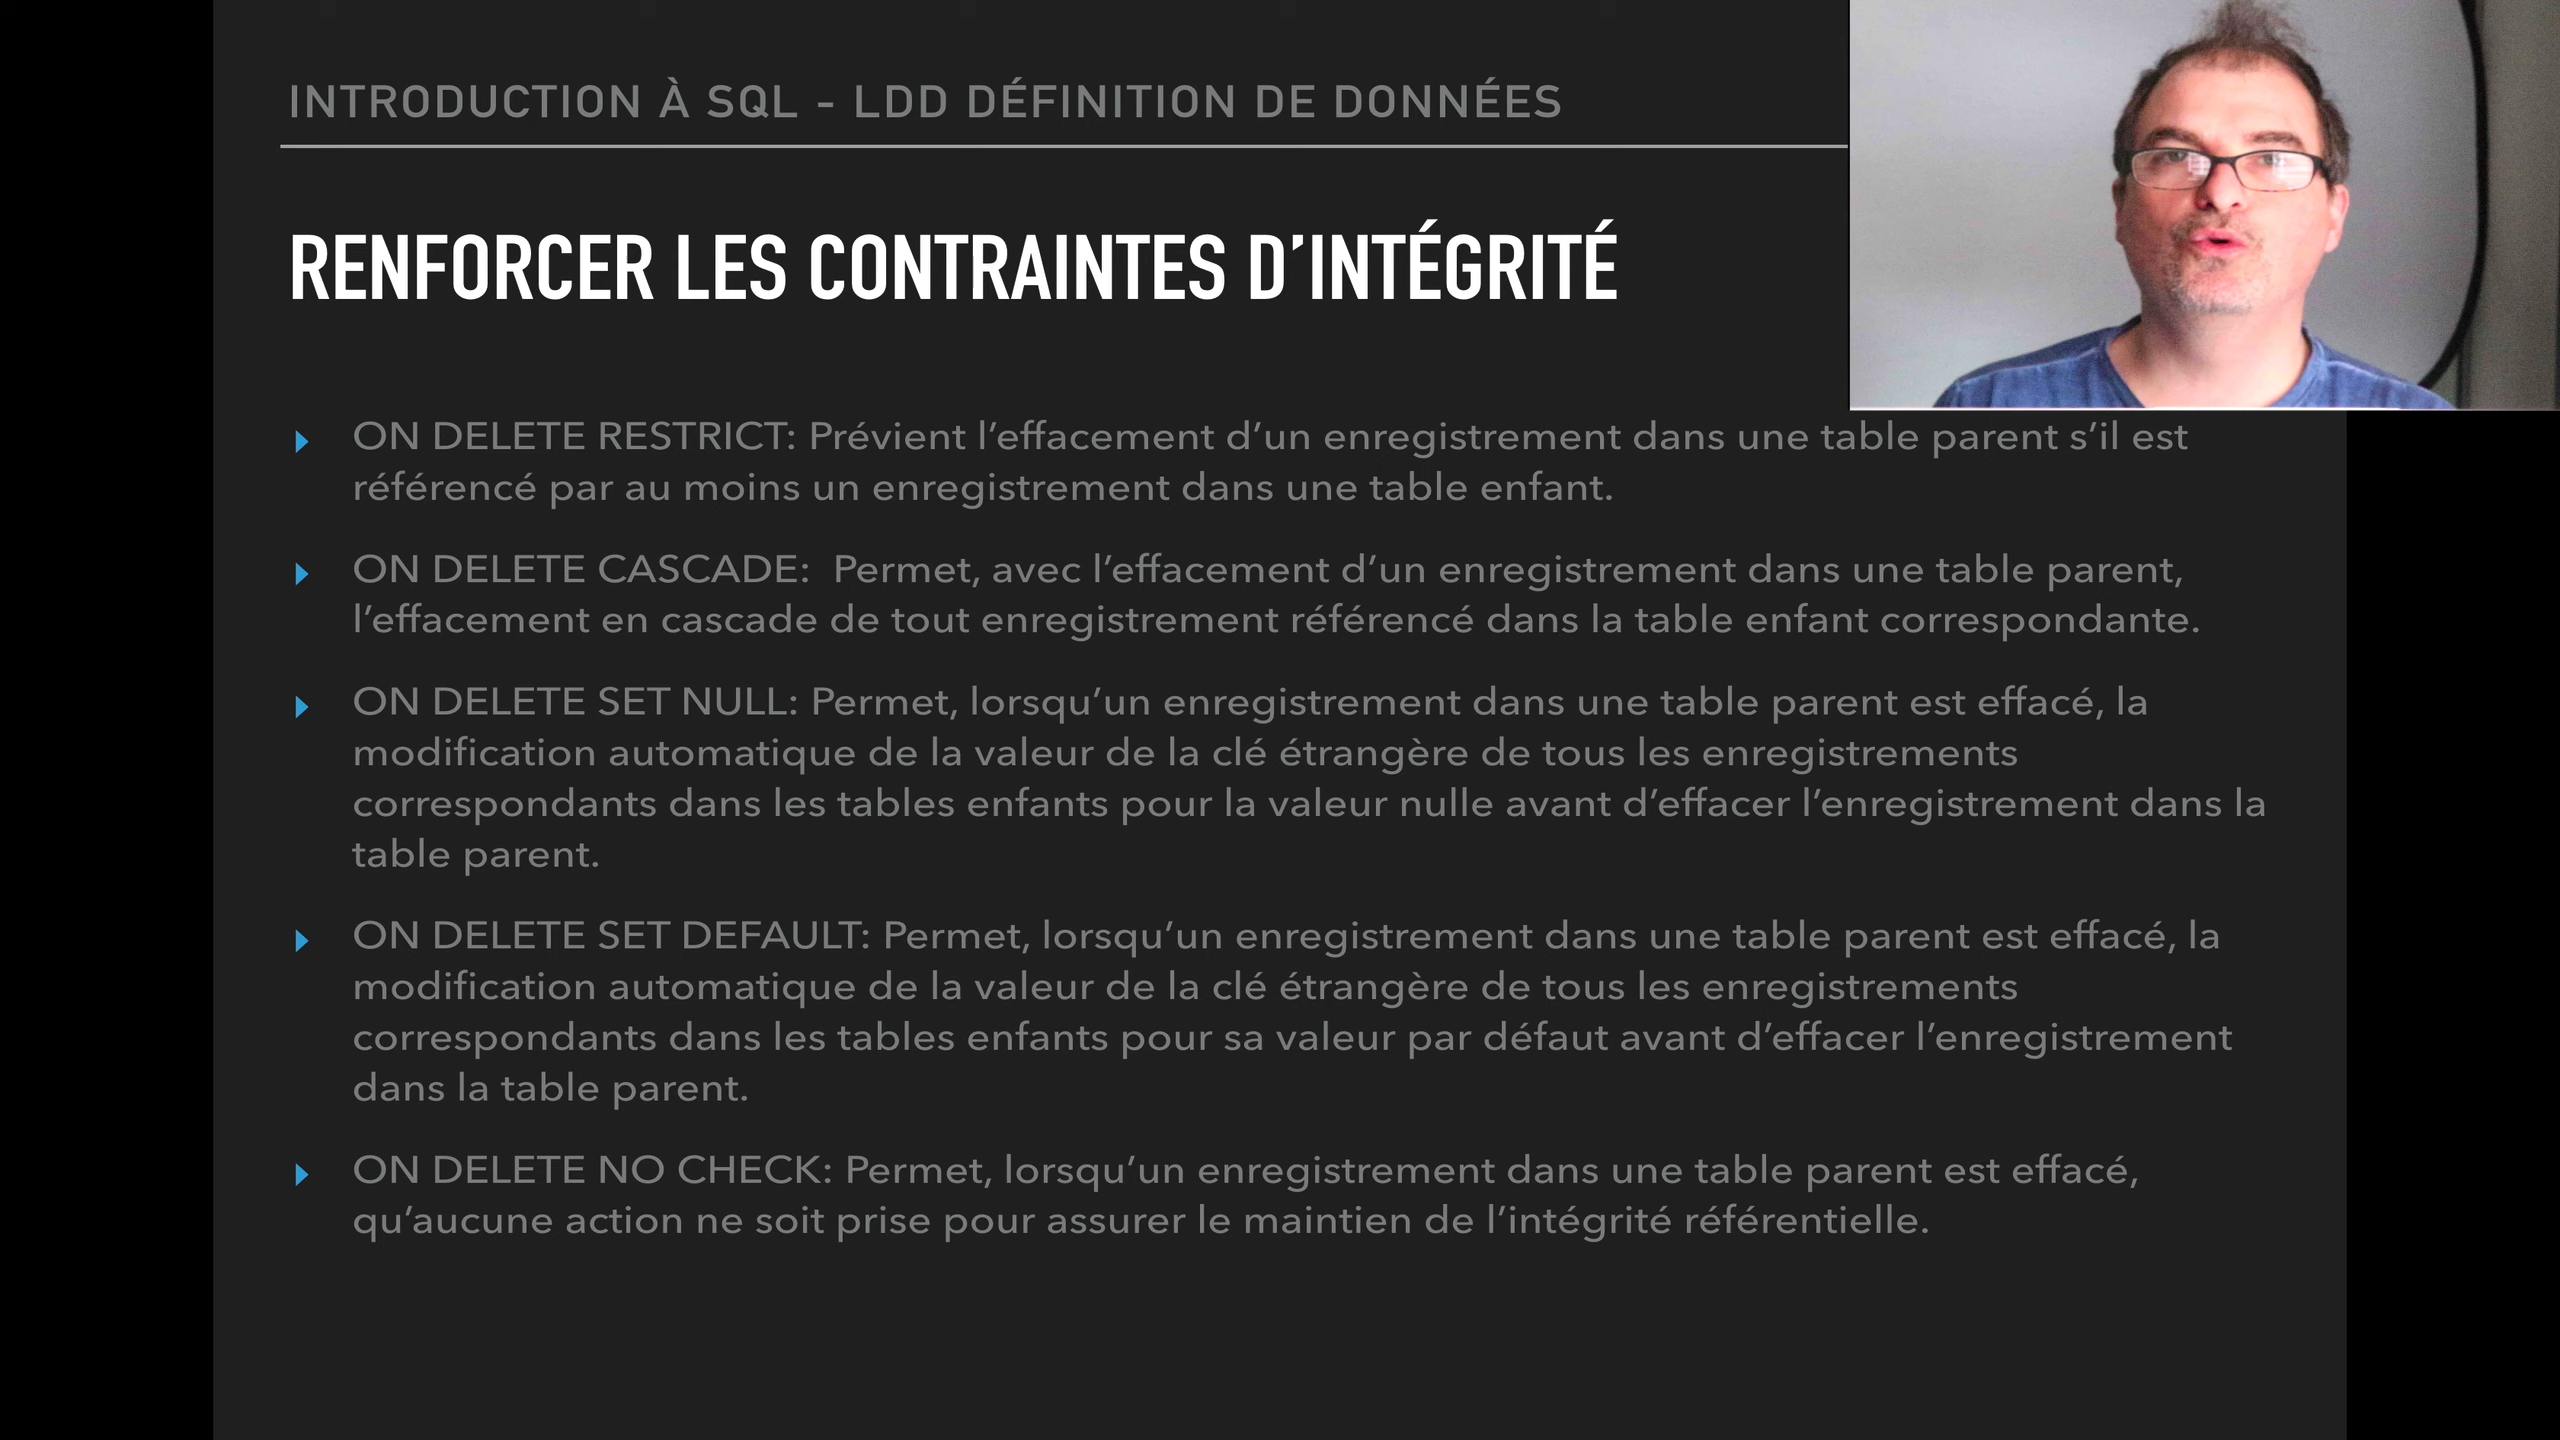 INTRODUCTION À SQL - LDD DÉFINITION DE DONNÉES
RENFORCER LES CONTRAINTES D'INTÉGRITÉ
ON DELETE RESTRICT: Prévient l'effacement d'un enregistrement dans une table parent s'il est
référencé par au moins un enregistrement dans une table enfant.
ON DELETE CASCADE:  Permet, avec l'effacement d'un enregistrement dans une table parent,
l'effacement en cascade de tout enregistrement référencé dans la table enfant correspondante.
ON DELETE SET NULL: Permet, lorsqu'un enregistrement dans une table parent est effacé, la
modification automatique de la valeur de la clé étrangère de tous les enregistrements
correspondants dans les tables enfants pour la valeur nulle avant d'effacer l'enregistrement dans la
table parent.
ON DELETE SET DEFAULT: Permet, lorsqu'un enregistrement dans une table parent est effacé, la
modification automatique de la valeur de la clé étrangère de tous les enregistrements
correspondants dans les tables enfants pour sa valeur par défaut avant d'effacer l'enregistrement
dans la table parent.
ON DELETE NO CHECK: Permet, lorsqu'un enregistrement dans une table parent est effacé,
qu'aucune action ne soit prise pour assurer le maintien de l'intégrité référentielle.